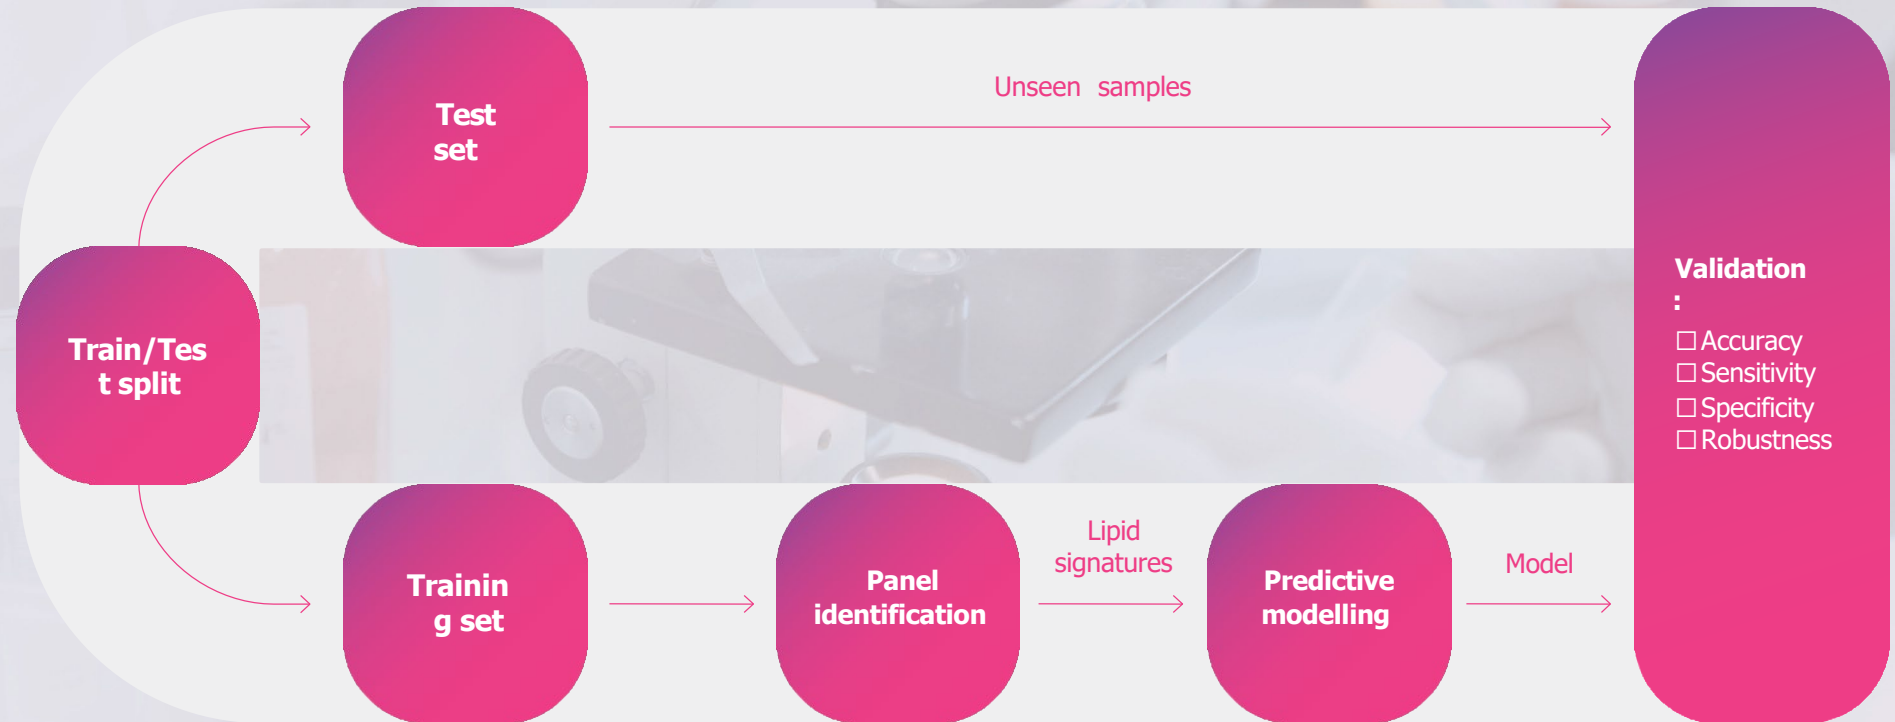 Test
set
Unseen samples
Train/Tes
t split
Validation
:
☐ Accuracy
☐ Sensitivity
☐ Specificity
☐ Robustness
Trainin
g set
Panel
identification
Lipid
signatures
Predictive
modelling
Model